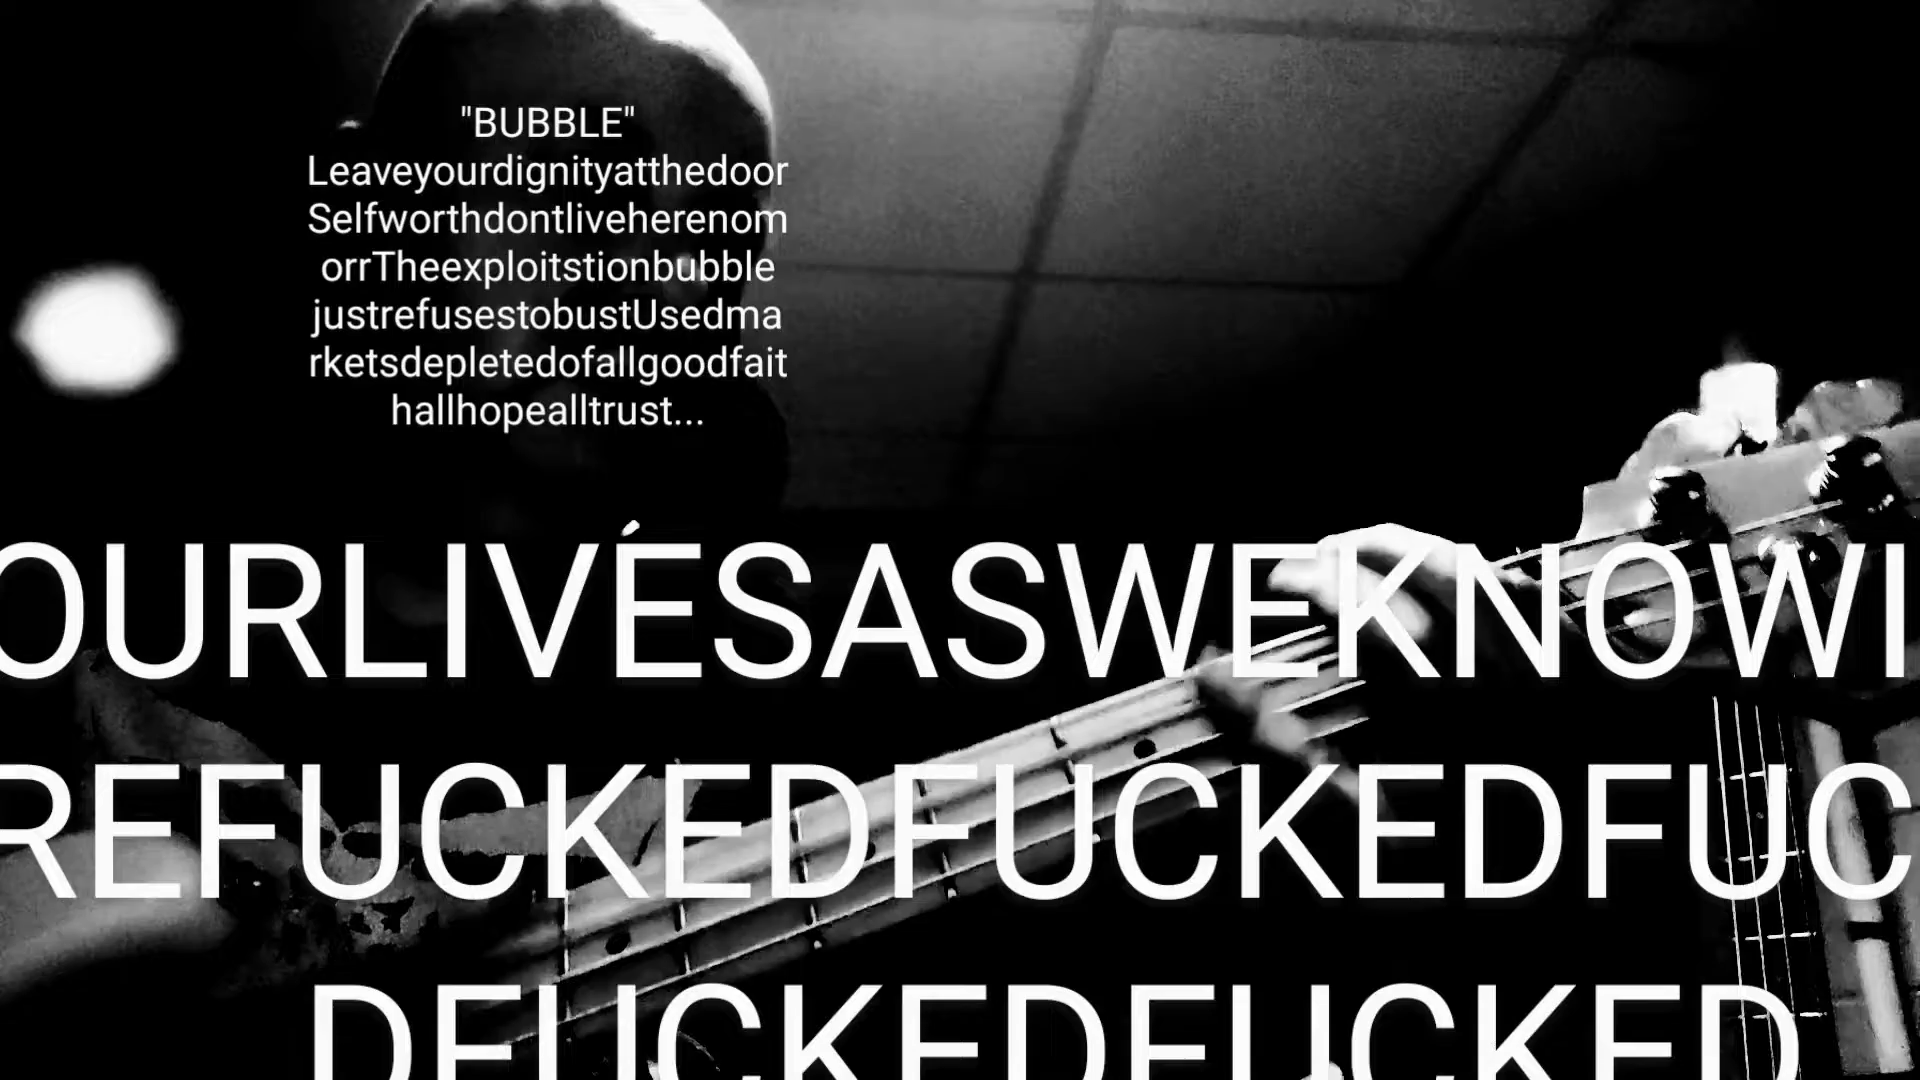 "BUBBLE"
Leaveyourdignityatthedoor
Selfworthdontliveherenom
orrTheexploitstionbubble
justrefusestobustUsedma
rketsdepletedofallgoodfait
hallhopealltrust...
OURLIVESASWEKNOWI
REFUCKEDFUCKEDFUC
DFUCKEDFUCKED